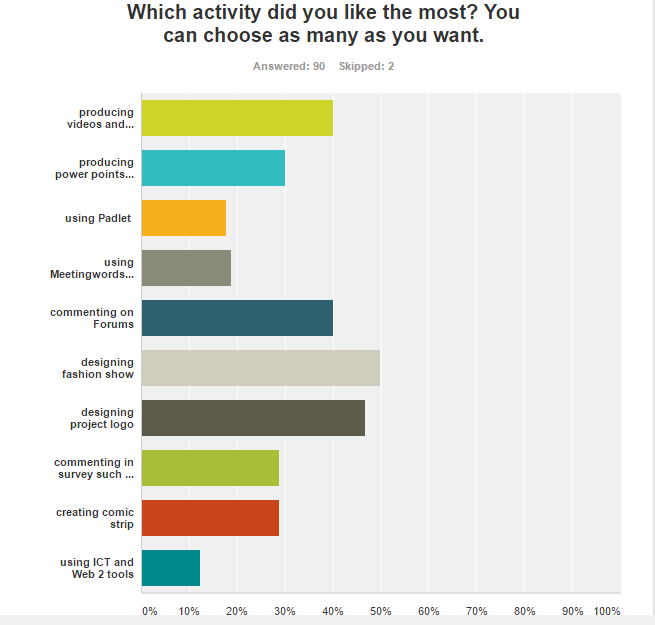 Which activity did you like the most? You
can choose as many as you want.
Answered: 90 Skipped: 2
producing
videos and...
producing
power points...
using Padlet
using
Meetingwords...
commenting on
Forums
designing
fashion show
designing
project logo
commenting in
survey such ...
creating comic
strip
using ICT and
Web 2 tools
0% 10% 20% 30% 40% 50% 60% 70% 80% 90% 100%